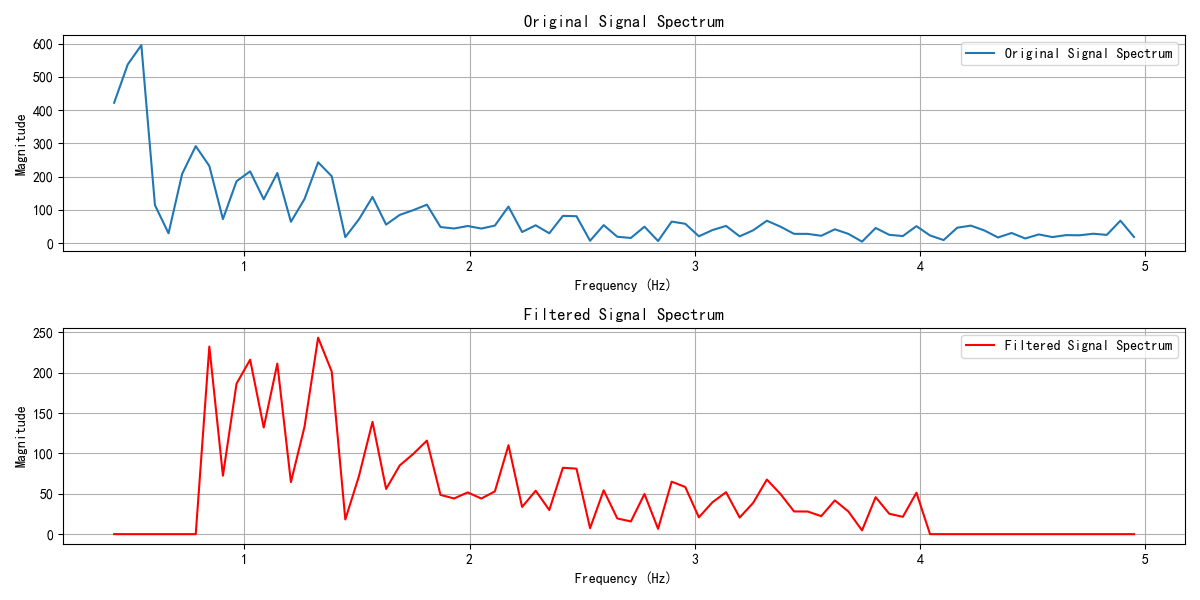 Original Signal Spectrum
Original Signal Spectrum
Magnitude
600
500
400
300
200
100
0
1 2 3 4 5
Frequency (Hz)
Filtered Signal Spectrum
Filtered Signal Spectrum
Magnitude
250
200
150
100
50
0
1 2 3 4 5
Frequency (Hz)